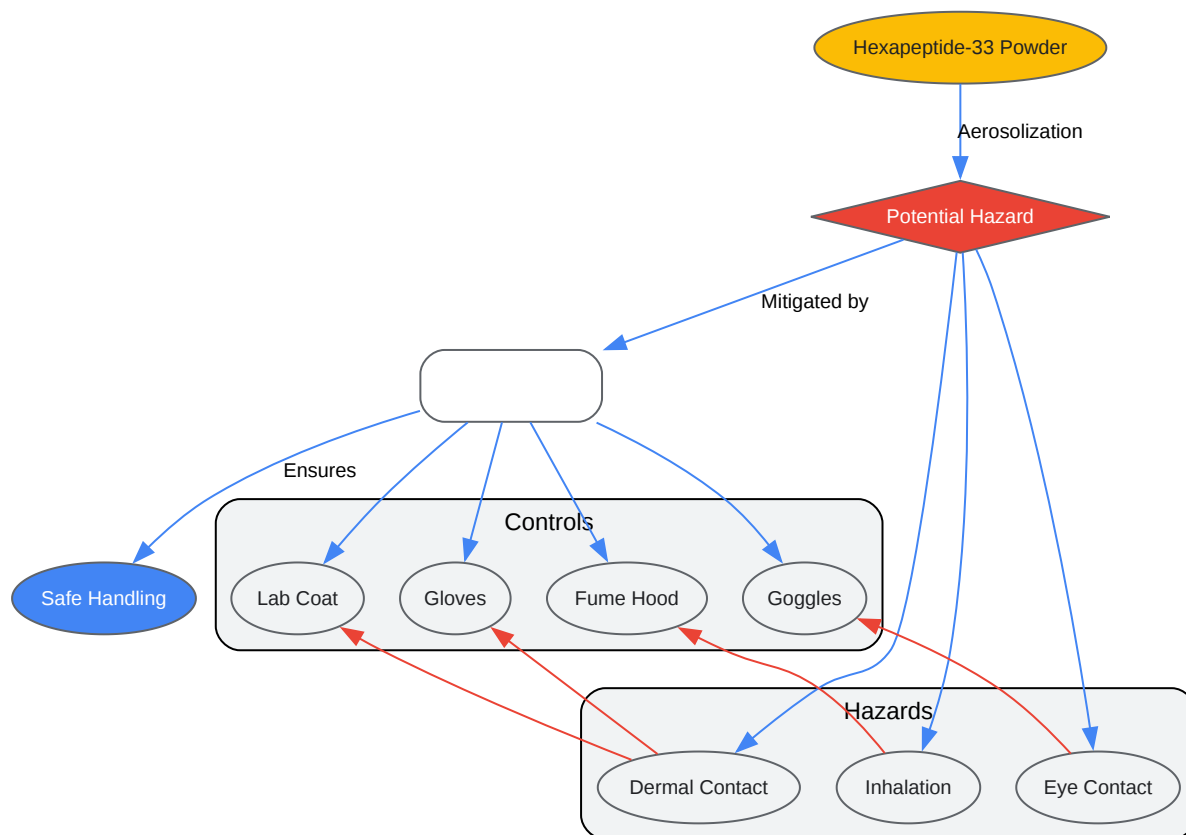 Hexapeptide-33 Powder
Aerosolization
Potential Hazard
Mitigated by
Ensures
Controls
Safe Handling
Lab Coat
Gloves
Fume Hood
Goggles
Hazards
Dermal Contact
Inhalation
Eye Contact